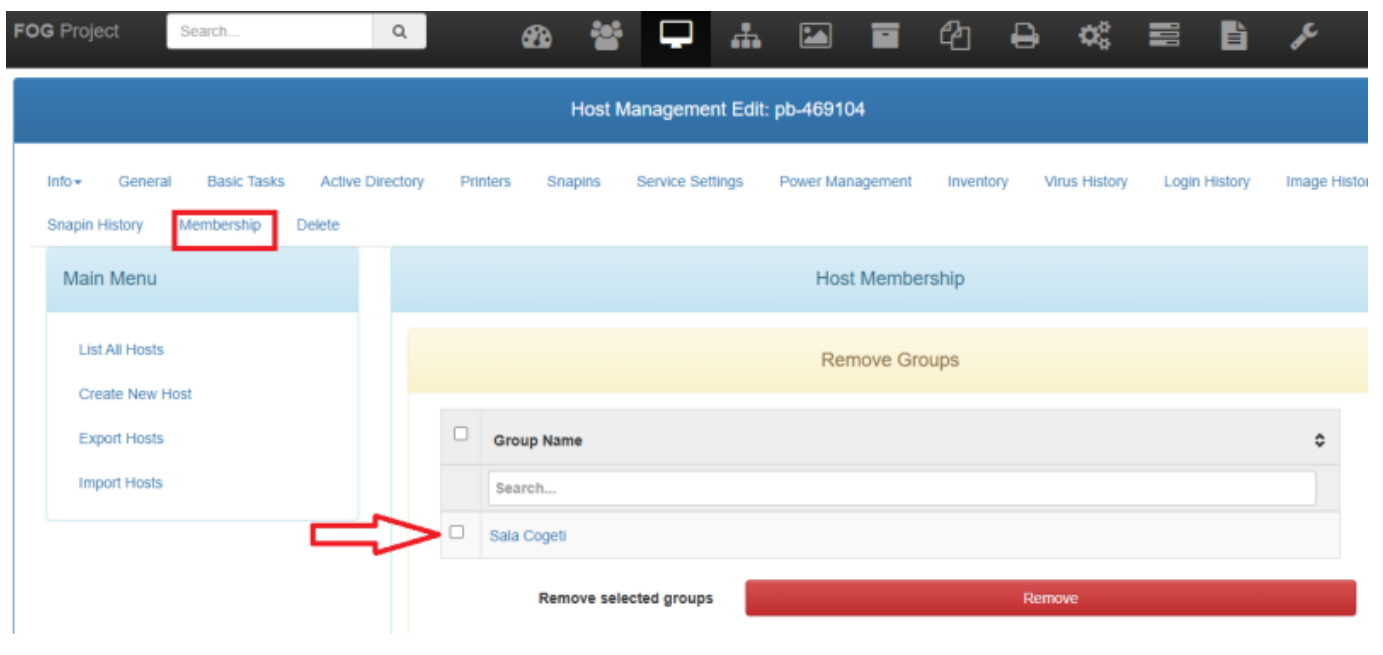 FOG Project Search...
Host Management Edit: pb-469104
Info General Basic Tasks Active Directory Printers Snapins Service Settings Power Management Inventory Virus History Login History Image Histor
Snapin History Membership Delete
Main Menu
List All Hosts
Create New Host
Export Hosts
Import Hosts
Host Membership
Remove Groups
Group Name
Search...
Sala Cogeti
Remove selected groups Remove